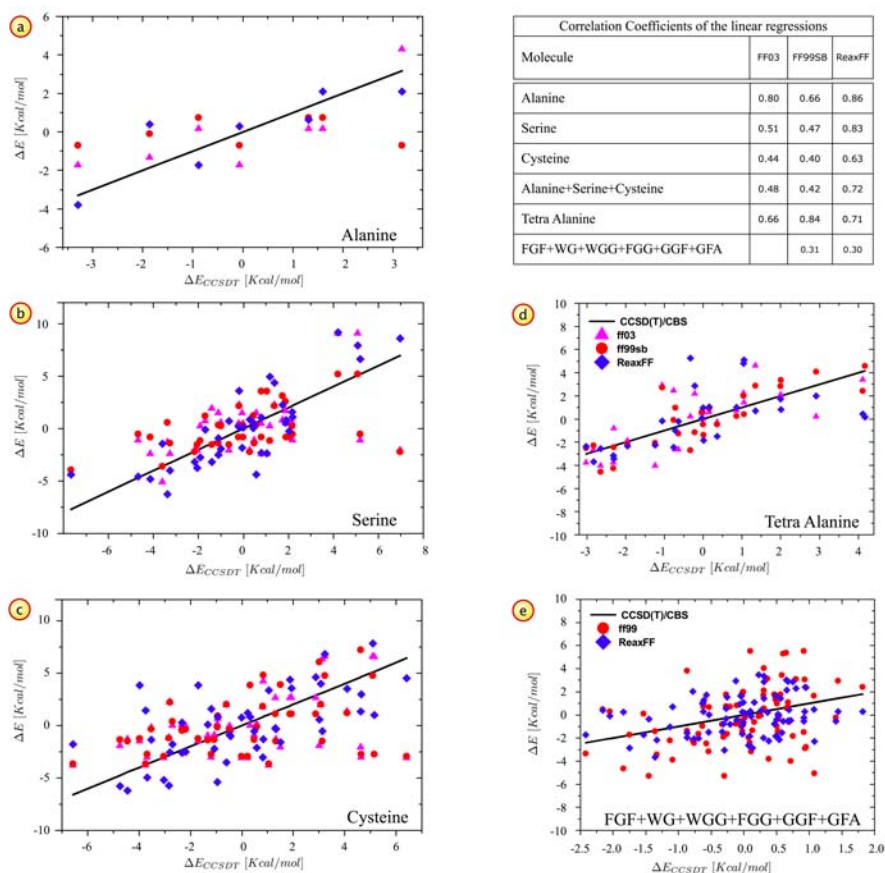 a
6
4
2
0
-2
-4
-6
ΔE [Kcal/mol]
Alanine
-3 -2 -1 0 1 2 3
ΔE_CCSDT [Kcal/mol]
Correlation Coefficients of the linear regressions
Molecule FF03 FF99SB ReaxFF
Alanine 0.80 0.66 0.86
Serine 0.51 0.47 0.83
Cysteine 0.44 0.40 0.63
Alanine+Serine+Cysteine 0.48 0.42 0.72
Tetra Alanine 0.66 0.84 0.71
FGF+WG+WGG+FGG+GGF+GFA 0.31 0.30
b
10
5
0
-5
-10
ΔE [Kcal/mol]
Serine
-6 -4 -2 0 2 4 6 8
ΔE_CCSDT [Kcal/mol]
d
10
8
6
4
2
0
-2
-4
-6
-8
-10
ΔE [Kcal/mol]
CCSD(T)/CBS
ff03
ff99sb
ReaxFF
Tetra Alanine
-3 -2 -1 0 1 2 3 4
ΔE_CCSDT [Kcal/mol]
c
10
5
0
-5
-10
ΔE [Kcal/mol]
Cysteine
-6 -4 -2 0 2 4 6
ΔE_CCSDT [Kcal/mol]
e
10
8
6
4
2
0
-2
-4
-6
-8
-10
ΔE [Kcal/mol]
CCSD(T)/CBS
ff99
ReaxFF
FGF+WG+WGG+FGG+GGF+GFA
-2.5 -2.0 -1.5 -1.0 -0.5 0.0 0.5 1.0 1.5 2.0
ΔE_CCSDT [Kcal/mol]